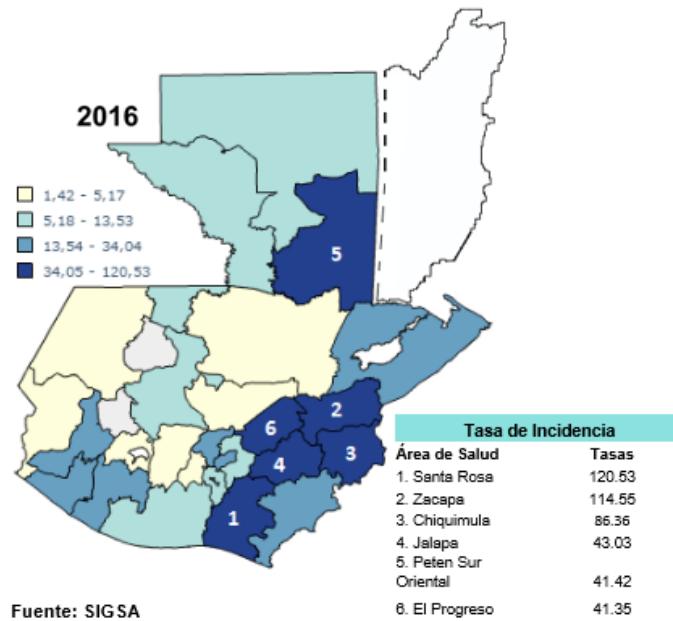 2016
1,42 - 5,17
5,18 - 13,53
13,54 - 34,04
34,05 - 120,53
5
2
6
3
4
1
Tasa de Incidencia
Área de Salud Tasas
1. Santa Rosa 120.53
2. Zacapa 114.55
3. Chiquimula 86.36
4. Jalapa 43.03
5. Peten Sur
Oriental 41.42
6. El Progreso 41.35
Fuente: SIGSA